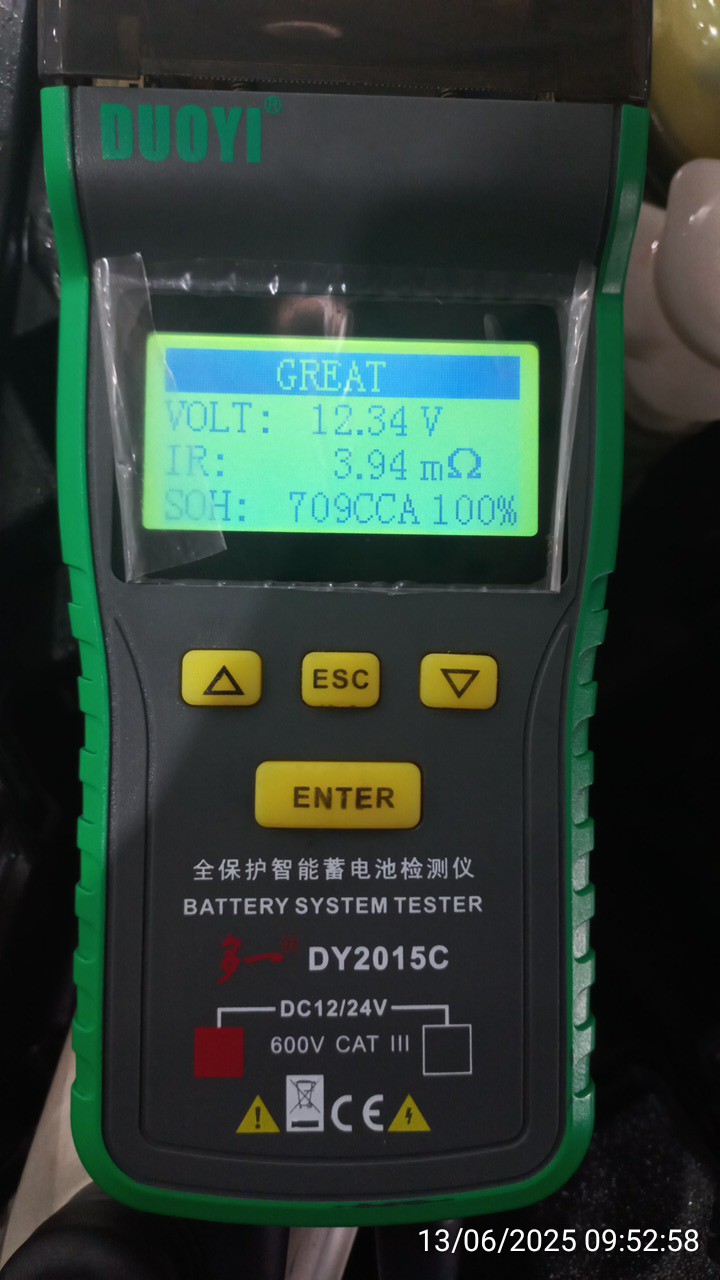 DUOYI®
GREAT
VOLT: 12.34 V
IR: 3.94 mΩ
SOH: 709CCA 100%
ESC
ENTER
全保护智能蓄电池检测仪
BATTERY SYSTEM TESTER
多一® DY2015C
DC12/24V
600V CAT III
CE
13/06/2025 09:52:58